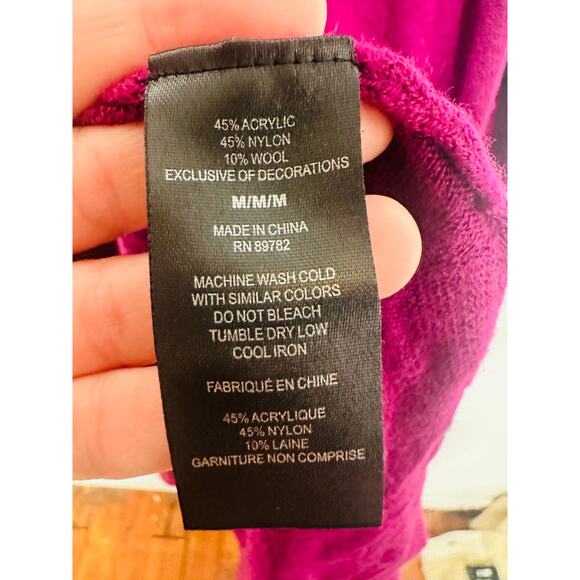 45% ACRYLIC
45% NYLON
10% WOOL
EXCLUSIVE OF DECORATIONS
M/M/M
MADE IN CHINA
RN 89782
MACHINE WASH COLD
WITH SIMILAR COLORS
DO NOT BLEACH
TUMBLE DRY LOW
COOL IRON
FABRIQUÉ EN CHINE
45% ACRYLIQUE
45% NYLON
10% LAINE
GARNITURE NON COMPRISE